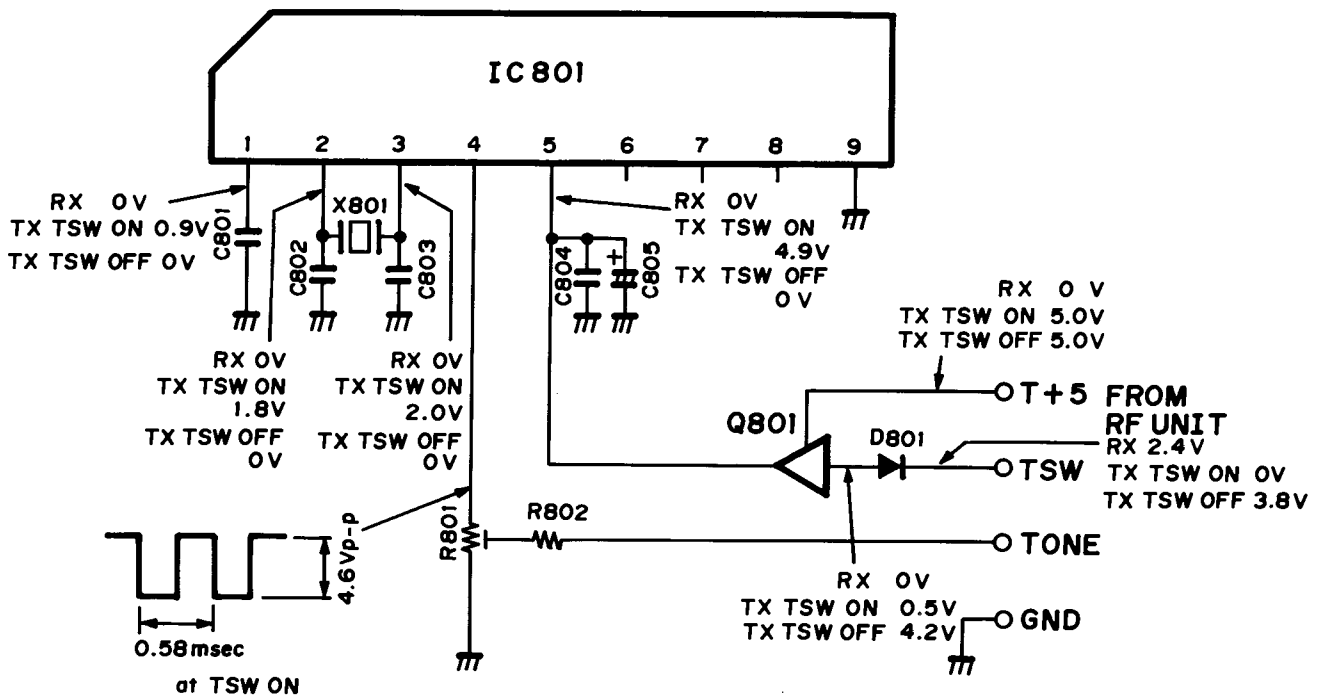 IC801
1 2 3 4 5 6 7 8 9
RX 0V
TX TSW ON 0.9V
TX TSW OFF 0V
C801
X801
C802
C803
RX 0V
TX TSW ON
1.8V
TX TSW OFF
0V
RX 0V
TX TSW ON
2.0V
TX TSW OFF
0V
C804
+
C805
RX 0V
TX TSW ON
4.9V
TX TSW OFF
0V
RX 0 V
TX TSW ON 5.0V
TX TSW OFF 5.0V
T+5 FROM
RF UNIT
Q801
D801
RX 2.4V
TSW
TX TSW ON 0V
TX TSW OFF 3.8V
R801
R802
TONE
RX 0V
TX TSW ON 0.5V
TX TSW OFF 4.2V
GND
4.6Vp-p
0.58msec
at TSW ON